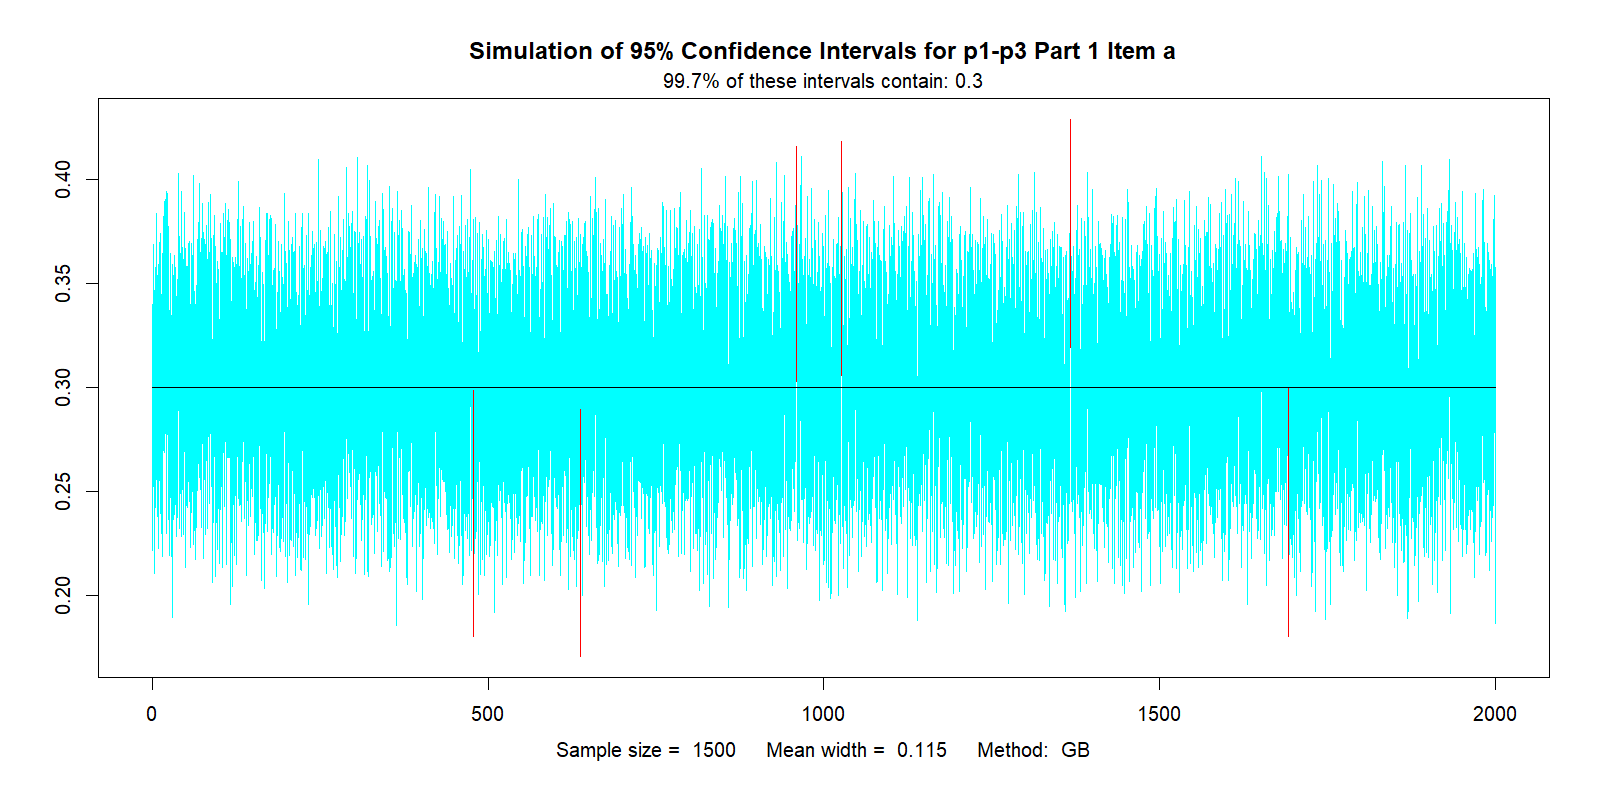 Simulation of 95% Confidence Intervals for p1-p3 Part 1 Item a
99.7% of these intervals contain: 0.3
0.40
0.35
0.30
0.25
0.20
0 500 1000 1500 2000
Sample size = 1500 Mean width = 0.115 Method: GB